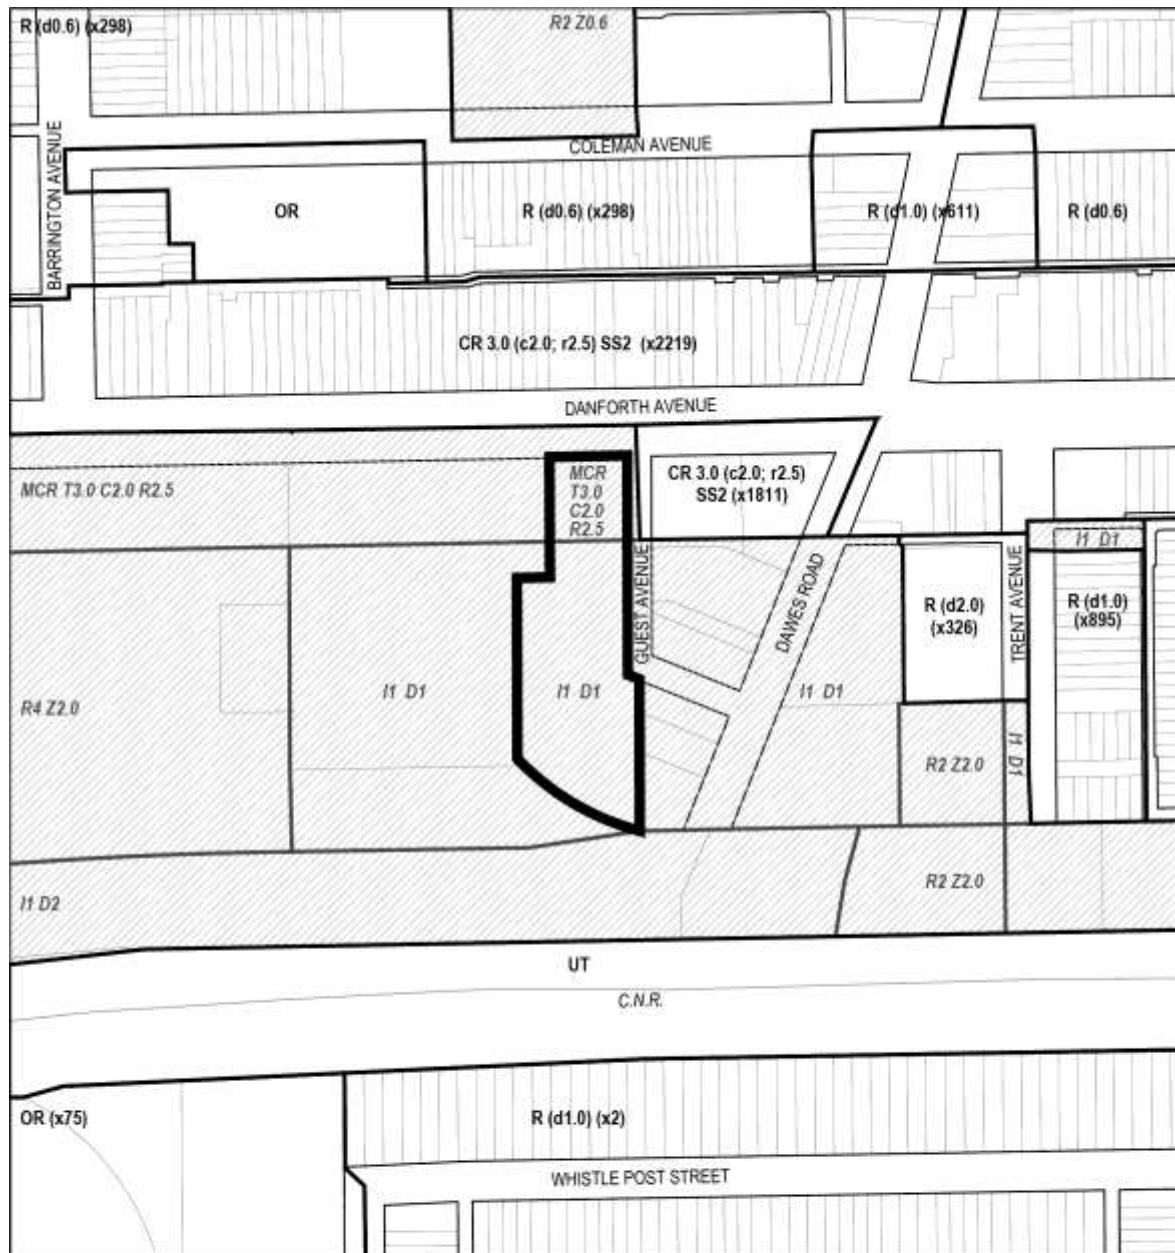 R (d0.6) (x298)
R2 Z0.6
BARRINGTON AVENUE
COLEMAN AVENUE
OR
R (d0.6) (x298)
R (d1.0) (x611)
R (d0.6)
CR 3.0 (c2.0; r2.5) SS2 (x2219)
DANFORTH AVENUE
MCR T3.0 C2.0 R2.5
MCR
T3.0
C2.0
R2.5
CR 3.0 (c2.0; r2.5)
SS2 (x1811)
GUEST AVENUE
DAWES ROAD
TRENT AVENUE
I1 D1
R (d2.0)
(x326)
R (d1.0)
(x895)
R4 Z2.0
I1 D1
I1 D1
I1 D1
R2 Z2.0
I1 D1
R2 Z2.0
I1 D2
UT
C.N.R.
OR (x75)
R (d1.0) (x2)
WHISTLE POST STREET